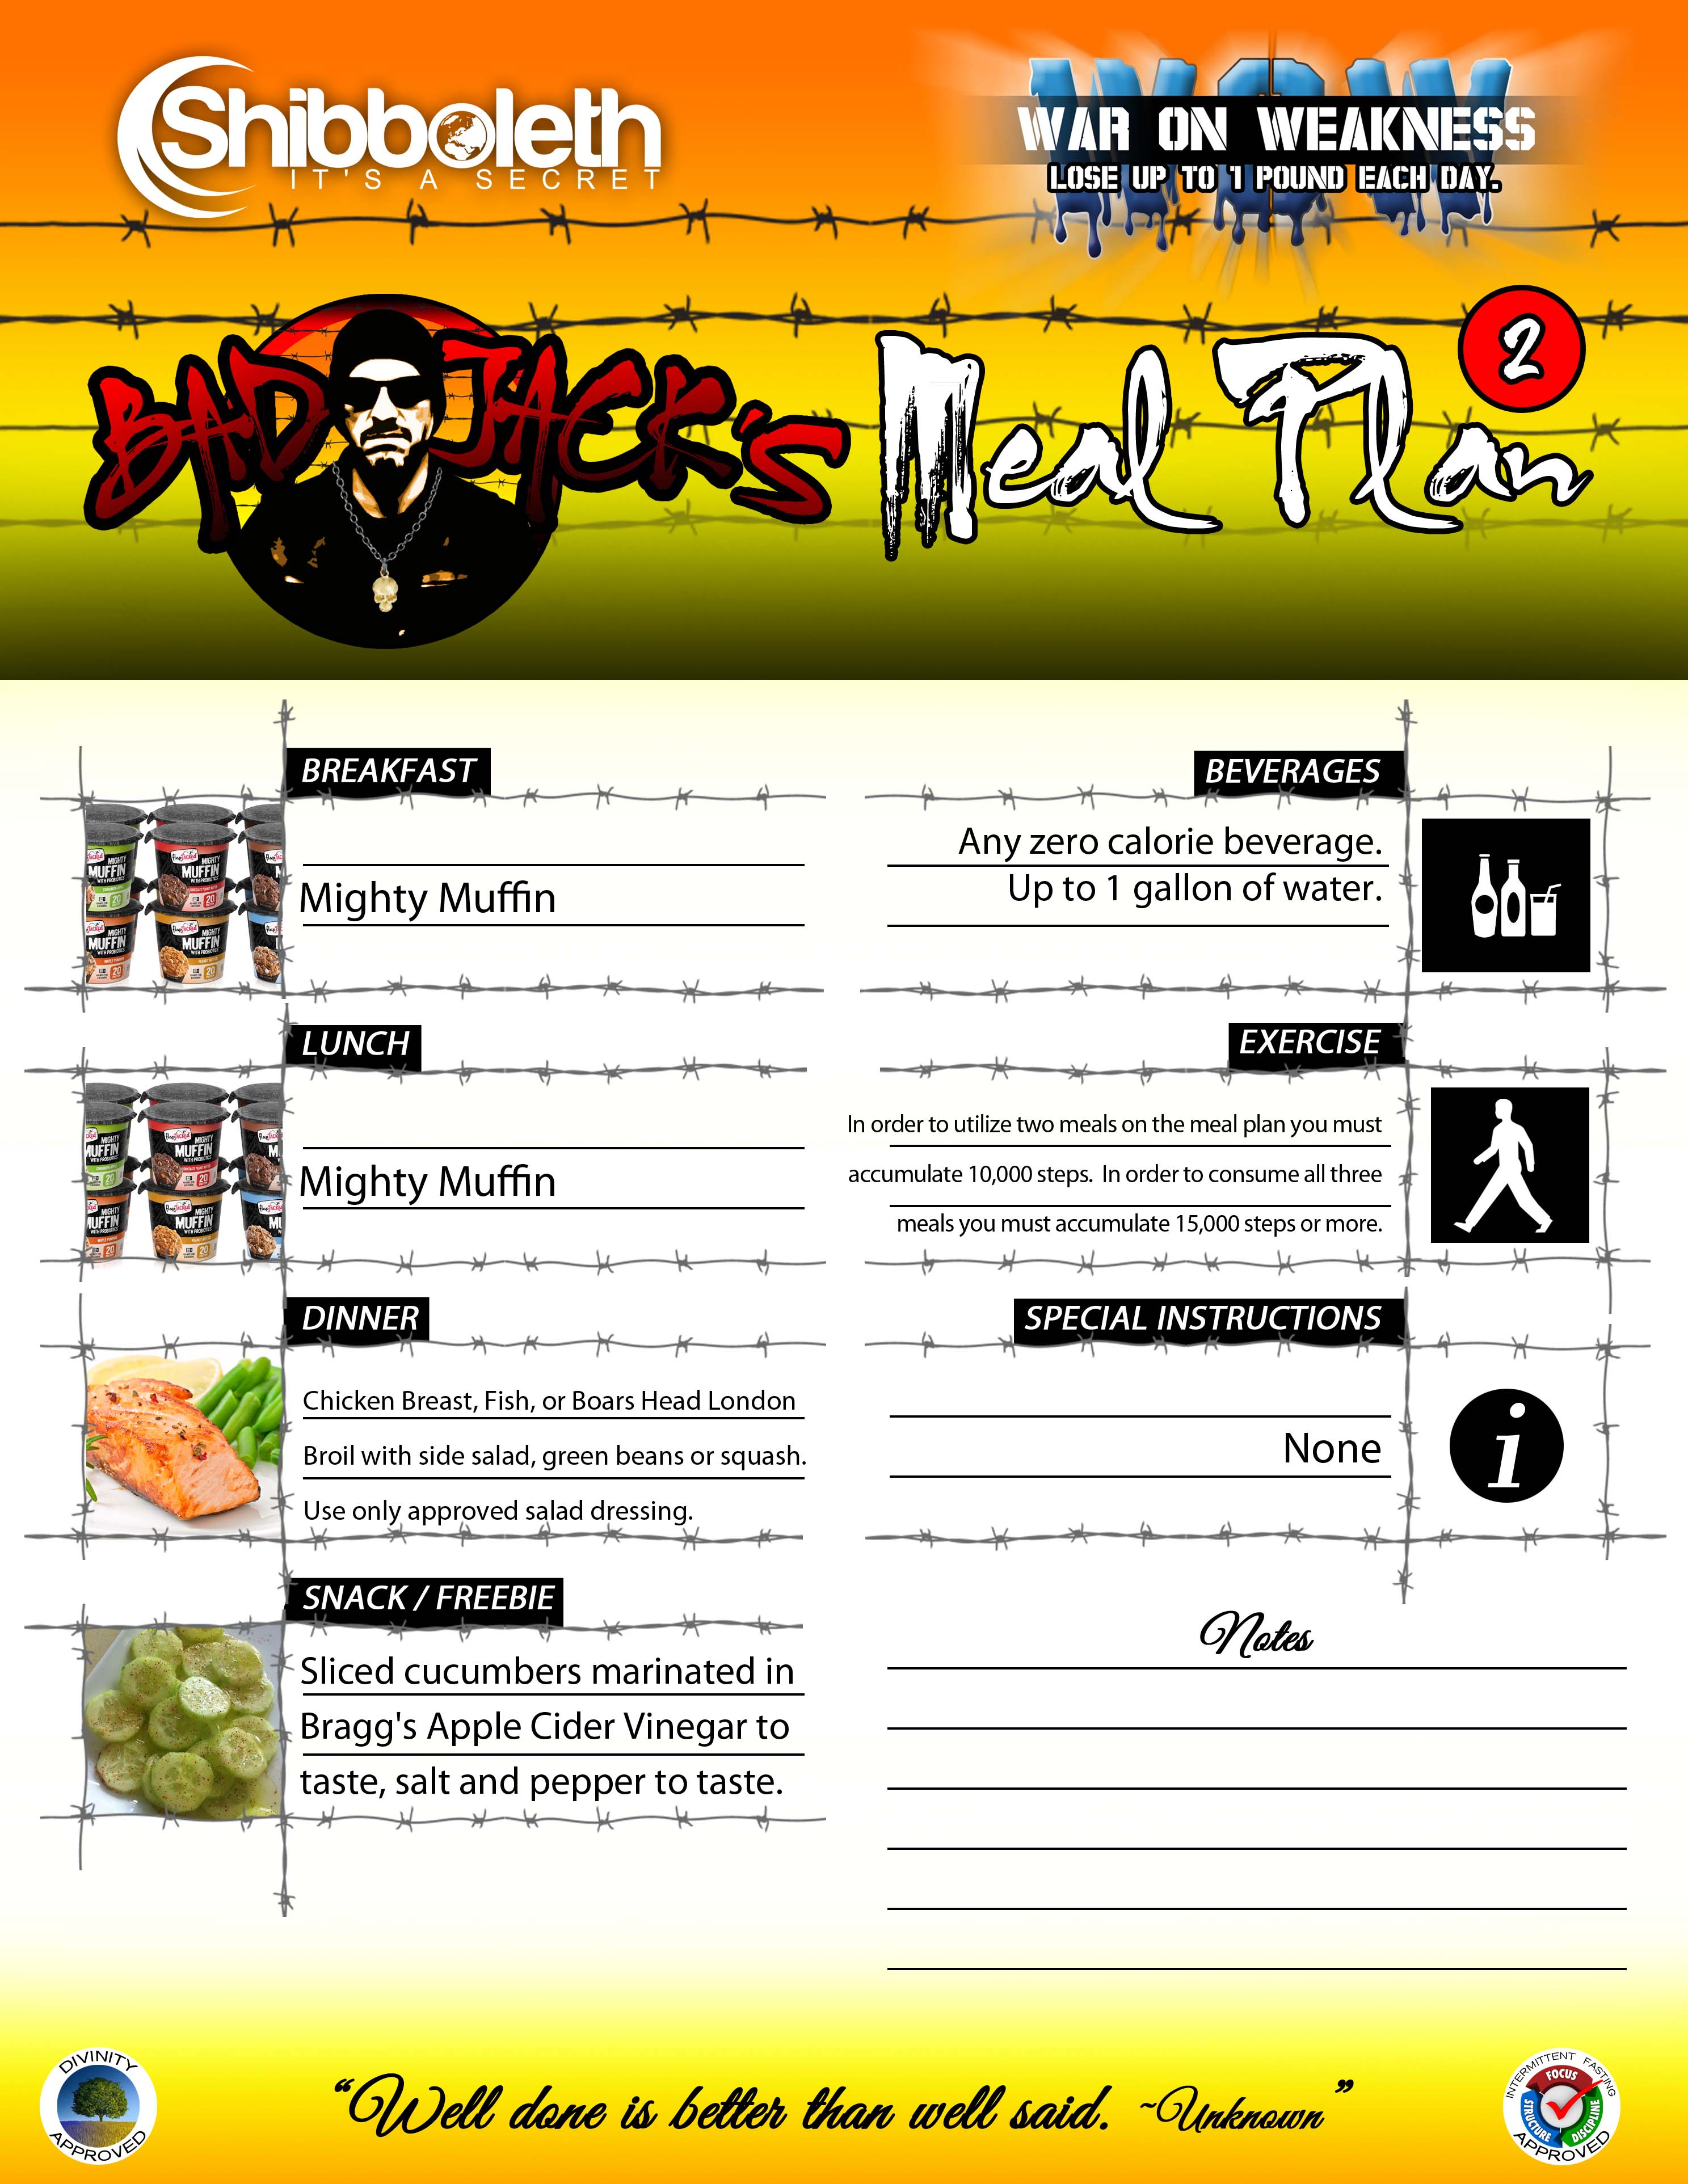 Shibboleth
IT'S A SECRET
WOW
WAR ON WEAKNESS
LOSE UP TO 1 POUND EACH DAY.
BAD JACK'S Meal Plan 2
BREAKFAST
MIGHTY MUFFIN
Mighty Muffin
LUNCH
MIGHTY MUFFIN
Mighty Muffin
DINNER
Chicken Breast, Fish, or Boars Head London
Broil with side salad, green beans or squash.
Use only approved salad dressing.
SNACK / FREEBIE
Sliced cucumbers marinated in
Bragg's Apple Cider Vinegar to
taste, salt and pepper to taste.
BEVERAGES
Any zero calorie beverage.
Up to 1 gallon of water.
EXERCISE
In order to utilize two meals on the meal plan you must
accumulate 10,000 steps. In order to consume all three
meals you must accumulate 15,000 steps or more.
SPECIAL INSTRUCTIONS
None
i
Notes
DIVINITY
APPROVED
“Well done is better than well said. ~Unknown”
INTERMITTENT FASTING
FOCUS
STRUCTURE
DISCIPLINE
APPROVED